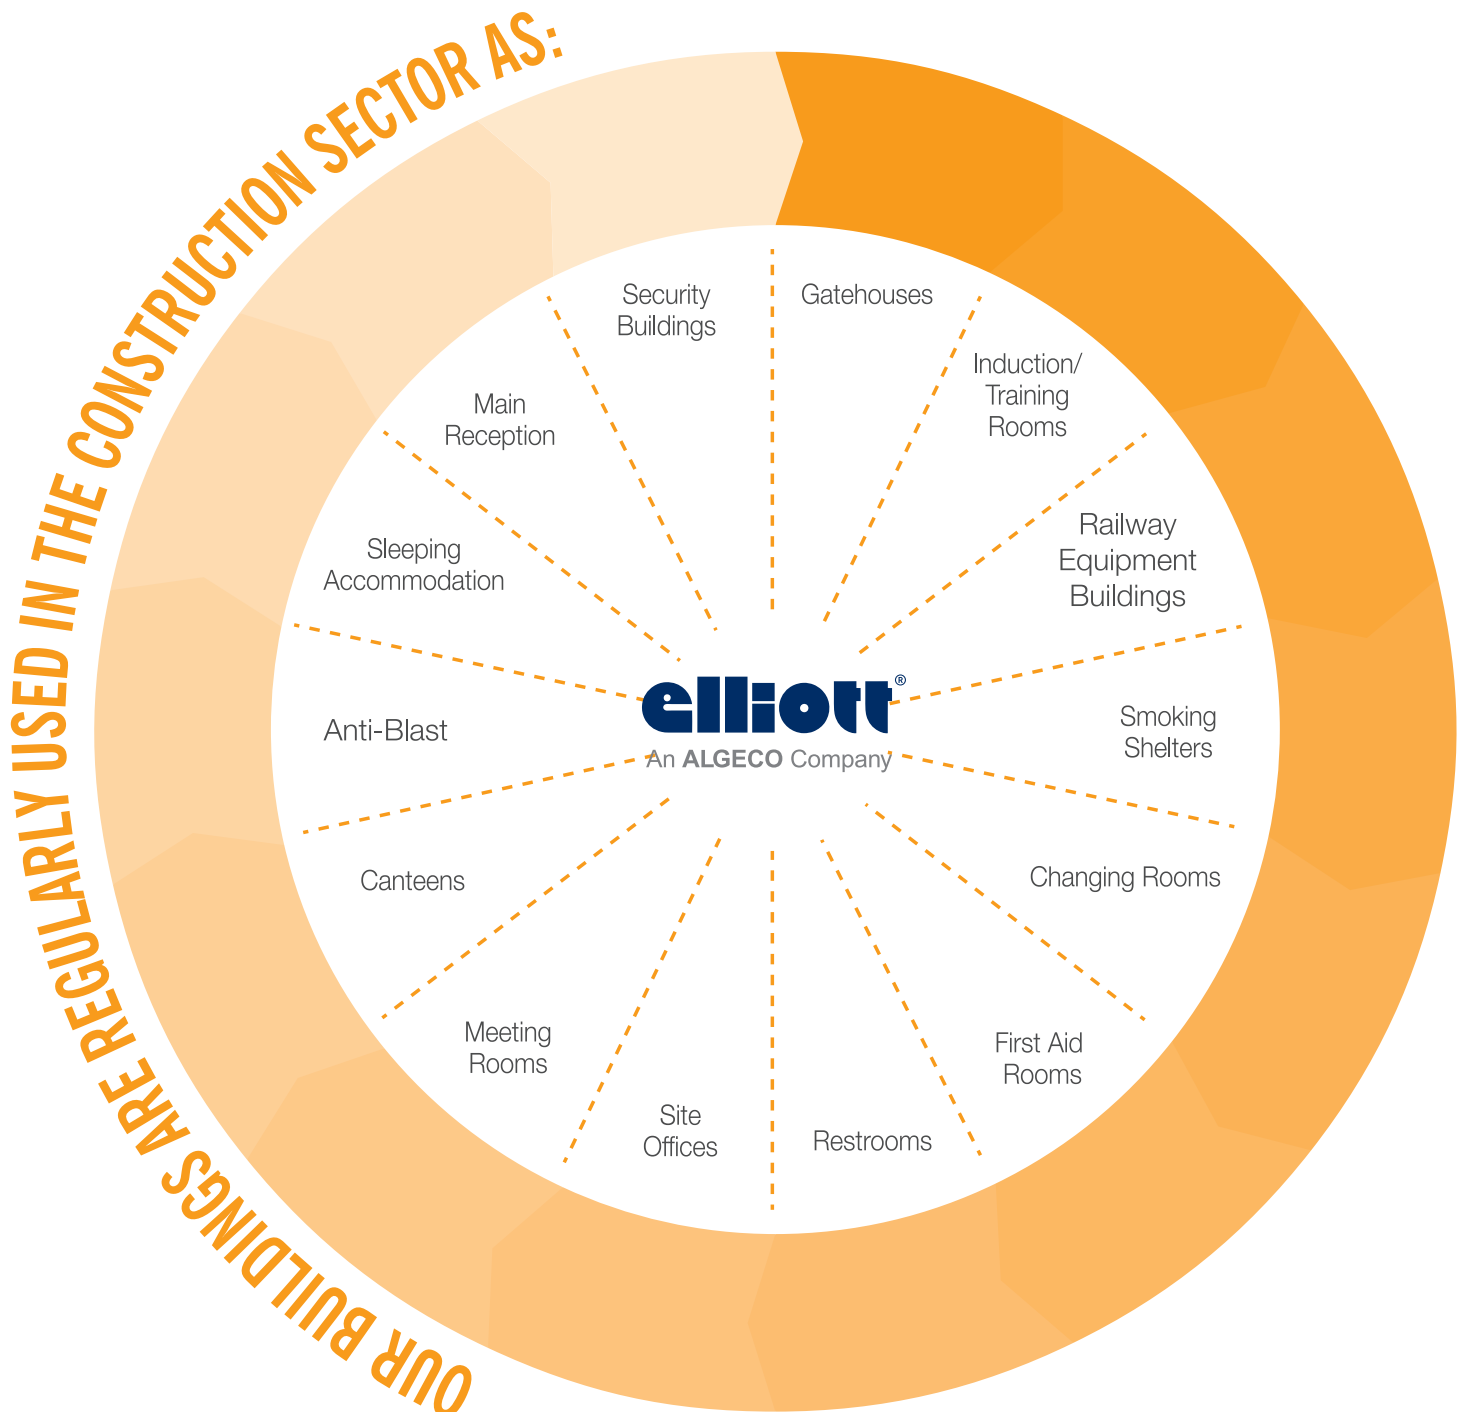 OUR BUILDINGS ARE REGULARLY USED IN THE CONSTRUCTION SECTOR AS:
Gatehouses
Induction/
Training
Rooms
Railway
Equipment
Buildings
Smoking
Shelters
Changing Rooms
First Aid
Rooms
Restrooms
Site
Offices
Meeting
Rooms
Canteens
Anti-Blast
Sleeping
Accommodation
Main
Reception
Security
Buildings
elliott®
An ALGECO Company